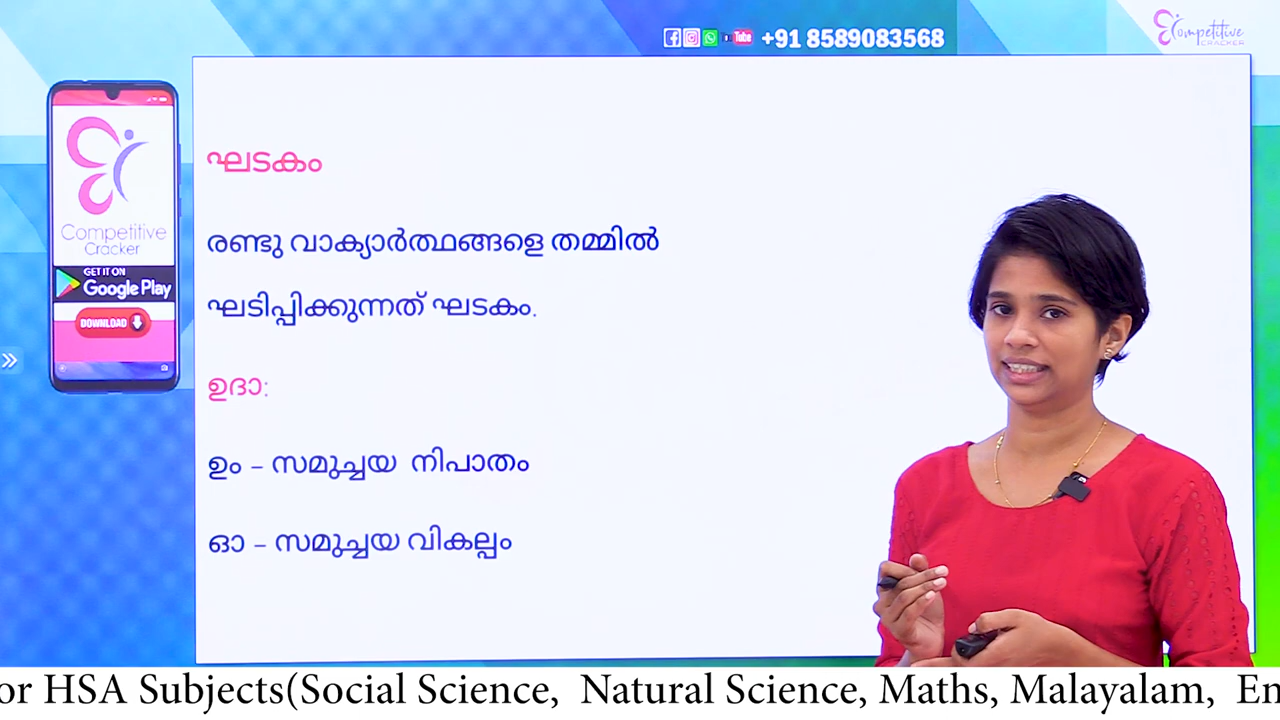 +91 8589083568
Competitive
CRACKER
Competitive
Cracker
GET IT ON
Google Play
DOWNLOAD
ഘടകം
രണ്ടു വാക്യാർത്ഥങ്ങളെ തമ്മിൽ
ഘടിപ്പിക്കുന്നത് ഘടകം.
ഉദാ:
ഉം – സമുച്ചയ നിപാതം
ഓ – സമുച്ചയ വികല്പം
or HSA Subjects(Social Science, Natural Science, Maths, Malayalam, En